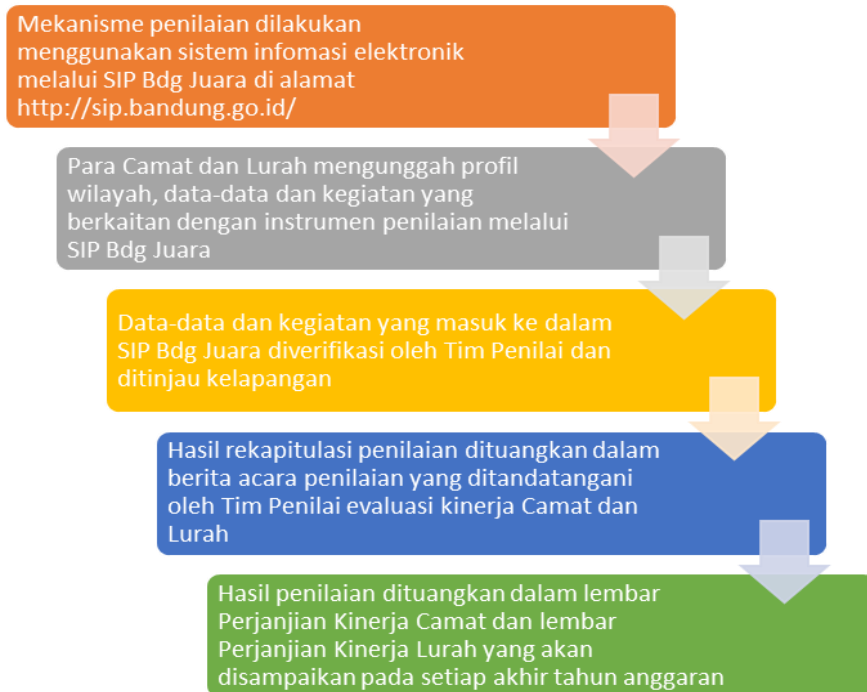 Mekanisme penilaian dilakukan
menggunakan sistem infomasi elektronik
melalui SIP Bdg Juara di alamat
http://sip.bandung.go.id/
Para Camat dan Lurah mengunggah profil
wilayah, data-data dan kegiatan yang
berkaitan dengan instrumen penilaian melalui
SIP Bdg Juara
Data-data dan kegiatan yang masuk ke dalam
SIP Bdg Juara diverifikasi oleh Tim Penilai dan
ditinjau kelapangan
Hasil rekapitulasi penilaian dituangkan dalam
berita acara penilaian yang ditandatangani
oleh Tim Penilai evaluasi kinerja Camat dan
Lurah
Hasil penilaian dituangkan dalam lembar
Perjanjian Kinerja Camat dan lembar
Perjanjian Kinerja Lurah yang akan
disampaikan pada setiap akhir tahun anggaran